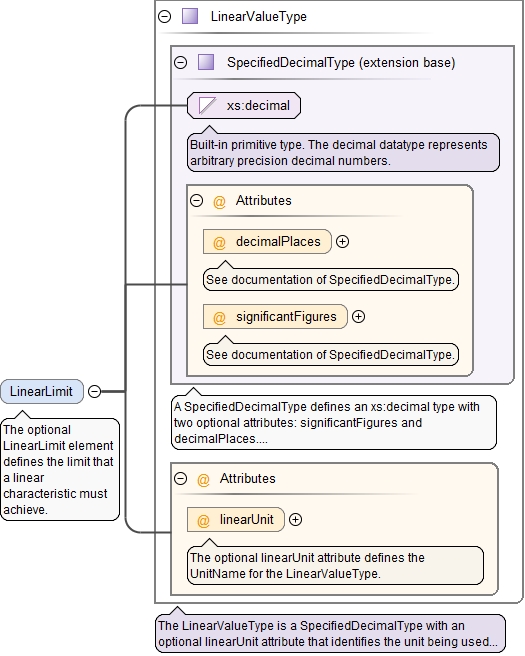 LinearValueType
SpecifiedDecimalType (extension base)
xs:decimal
Built-in primitive type. The decimal datatype represents
arbitrary precision decimal numbers.
@ Attributes
@ decimalPlaces
See documentation of SpecifiedDecimalType.
@ significantFigures
See documentation of SpecifiedDecimalType.
LinearLimit
The optional
LinearLimit element
defines the limit that
a linear
characteristic must
achieve.
A SpecifiedDecimalType defines an xs:decimal type with
two optional attributes: significantFigures and
decimalPlaces....
@ Attributes
@ linearUnit
The optional linearUnit attribute defines the
UnitName for the LinearValueType.
The LinearValueType is a SpecifiedDecimalType with an
optional linearUnit attribute that identifies the unit being used...